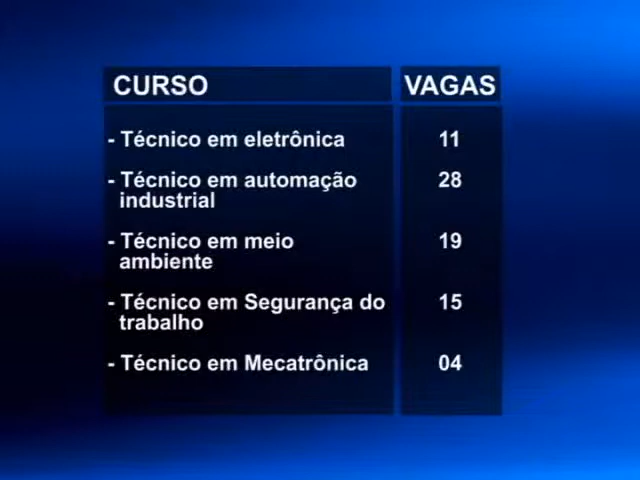 CURSO VAGAS
- Técnico em eletrônica 11
- Técnico em automação 28
industrial
- Técnico em meio 19
ambiente
- Técnico em Segurança do 15
trabalho
- Técnico em Mecatrônica 04